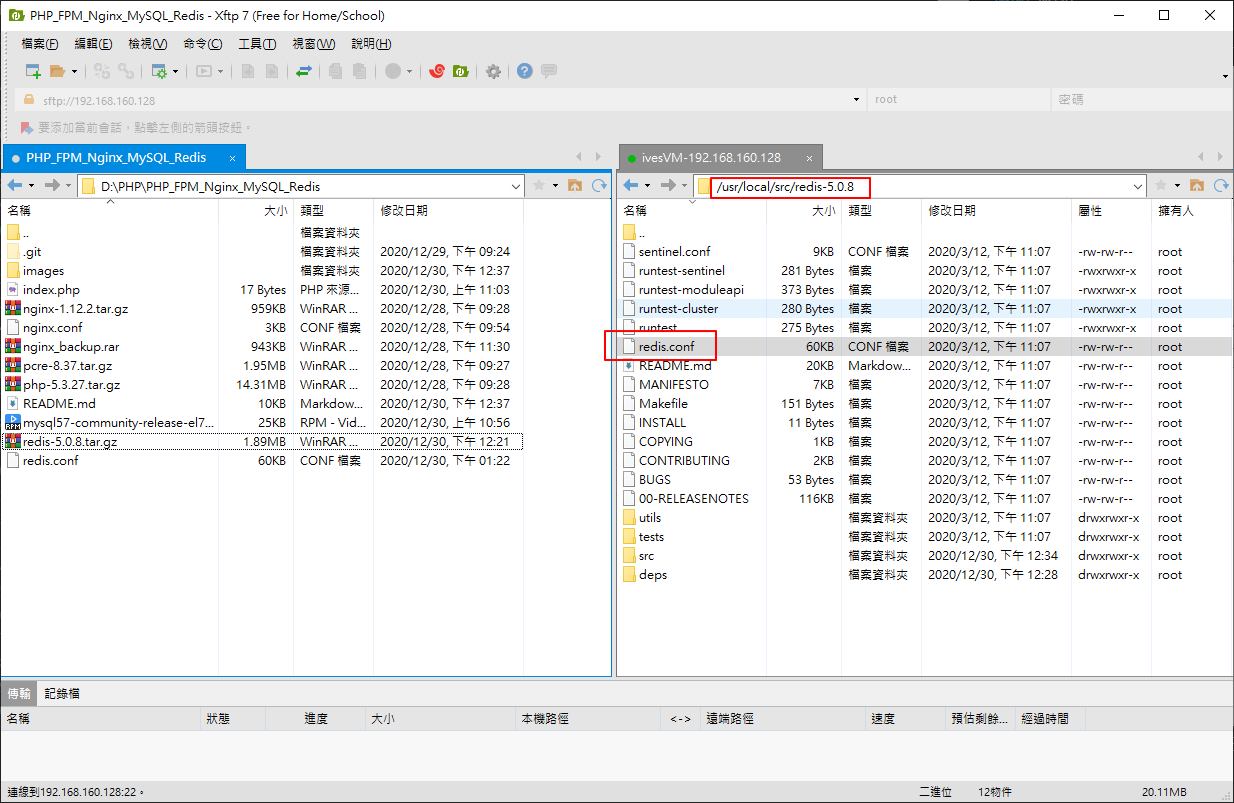 PHP_FPM_Nginx_MySQL_Redis - Xftp 7 (Free for Home/School)
檔案(F) 編輯(E) 檢視(V) 命令(C) 工具(T) 視窗(W) 說明(H)
sftp://192.168.160.128 root 密碼
要添加當前會話，點擊左側的箭頭按鈕。
PHP_FPM_Nginx_MySQL_Redis ×
D:\PHP\PHP_FPM_Nginx_MySQL_Redis
名稱 大小 類型 修改日期
.. 檔案資料夾
.git 檔案資料夾 2020/12/29, 下午 09:24
images 檔案資料夾 2020/12/30, 下午 12:37
index.php 17 Bytes PHP 來源... 2020/12/30, 上午 11:03
nginx-1.12.2.tar.gz 959KB WinRAR ... 2020/12/28, 下午 09:28
nginx.conf 3KB CONF 檔案 2020/12/28, 下午 09:54
nginx_backup.rar 943KB WinRAR ... 2020/12/28, 下午 11:30
pcre-8.37.tar.gz 1.95MB WinRAR ... 2020/12/28, 下午 09:27
php-5.3.27.tar.gz 14.31MB WinRAR ... 2020/12/28, 下午 09:28
README.md 10KB Markdow... 2020/12/30, 下午 12:37
mysql57-community-release-el7... 25KB RPM - Vid... 2020/12/30, 上午 10:56
redis-5.0.8.tar.gz 1.89MB WinRAR ... 2020/12/30, 下午 12:21
redis.conf 60KB CONF 檔案 2020/12/30, 下午 01:22
ivesVM-192.168.160.128 ×
/usr/local/src/redis-5.0.8
名稱 大小 類型 修改日期 屬性 擁有人
..
sentinel.conf 9KB CONF 檔案 2020/3/12, 下午 11:07 -rw-rw-r-- root
runtest-sentinel 281 Bytes 檔案 2020/3/12, 下午 11:07 -rwxrwxr-x root
runtest-moduleapi 373 Bytes 檔案 2020/3/12, 下午 11:07 -rwxrwxr-x root
runtest-cluster 280 Bytes 檔案 2020/3/12, 下午 11:07 -rwxrwxr-x root
runtest 275 Bytes 檔案 2020/3/12, 下午 11:07 -rwxrwxr-x root
redis.conf 60KB CONF 檔案 2020/3/12, 下午 11:07 -rw-rw-r-- root
README.md 20KB Markdow... 2020/3/12, 下午 11:07 -rw-rw-r-- root
MANIFESTO 7KB 檔案 2020/3/12, 下午 11:07 -rw-rw-r-- root
Makefile 151 Bytes 檔案 2020/3/12, 下午 11:07 -rw-rw-r-- root
INSTALL 11 Bytes 檔案 2020/3/12, 下午 11:07 -rw-rw-r-- root
COPYING 1KB 檔案 2020/3/12, 下午 11:07 -rw-rw-r-- root
CONTRIBUTING 2KB 檔案 2020/3/12, 下午 11:07 -rw-rw-r-- root
BUGS 53 Bytes 檔案 2020/3/12, 下午 11:07 -rw-rw-r-- root
00-RELEASENOTES 116KB 檔案 2020/3/12, 下午 11:07 -rw-rw-r-- root
utils 檔案資料夾 2020/3/12, 下午 11:07 drwxrwxr-x root
tests 檔案資料夾 2020/3/12, 下午 11:07 drwxrwxr-x root
src 檔案資料夾 2020/12/30, 下午 12:34 drwxrwxr-x root
deps 檔案資料夾 2020/12/30, 下午 12:28 drwxrwxr-x root
傳輸 記錄檔
名稱 狀態 進度 大小 本機路徑 <-> 遠端路徑 速度 預估剩餘... 經過時間
連線到192.168.160.128:22。 二進位 12物件 20.11MB